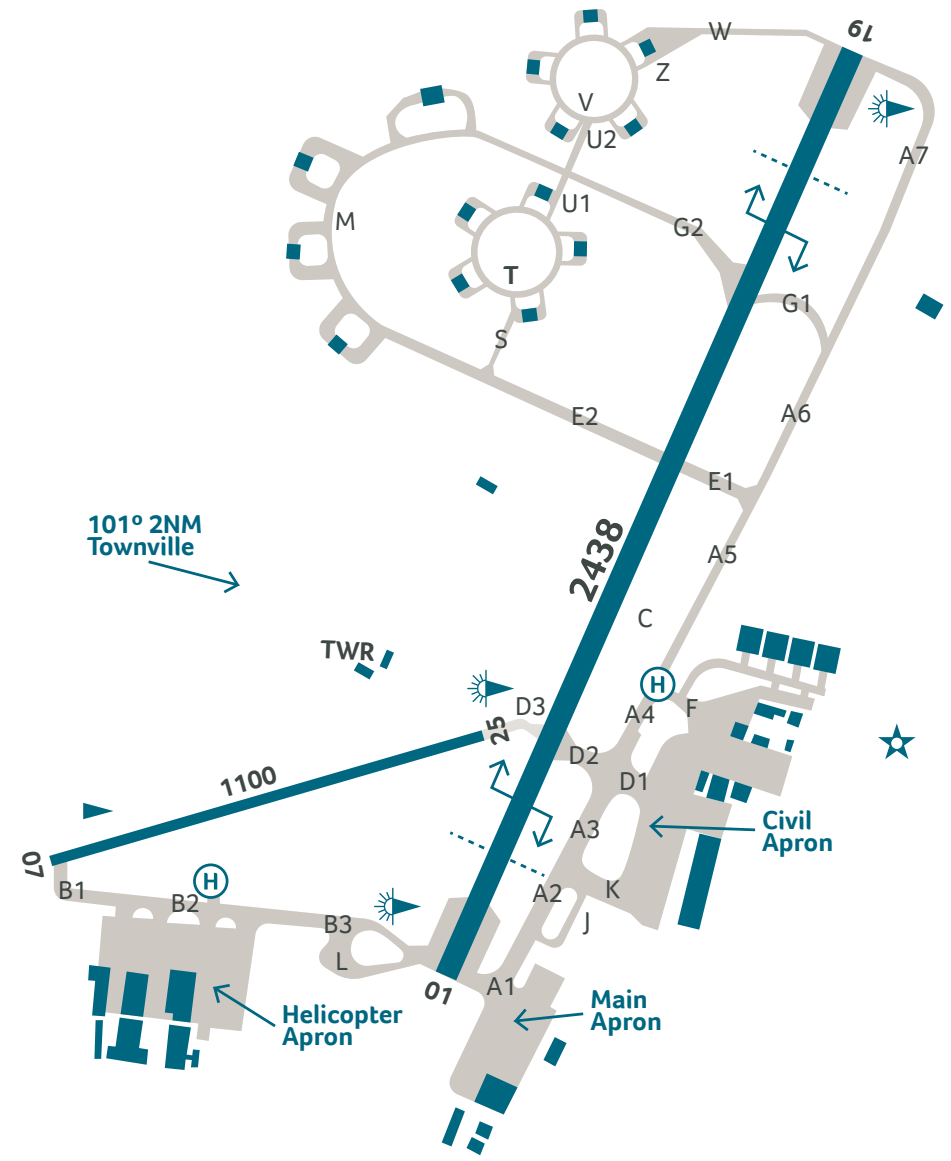 W
19
Z
V
U2
A7
U1
M
G2
T
G1
S
E2
A6
E1
101º 2NM
Townville
2438
A5
C
TWR
H
D3
A4
F
25
D2
1100
D1
Civil
Apron
A3
07
H
B1
B2
K
A2
J
B3
L
A1
01
Main
Apron
Helicopter
Apron